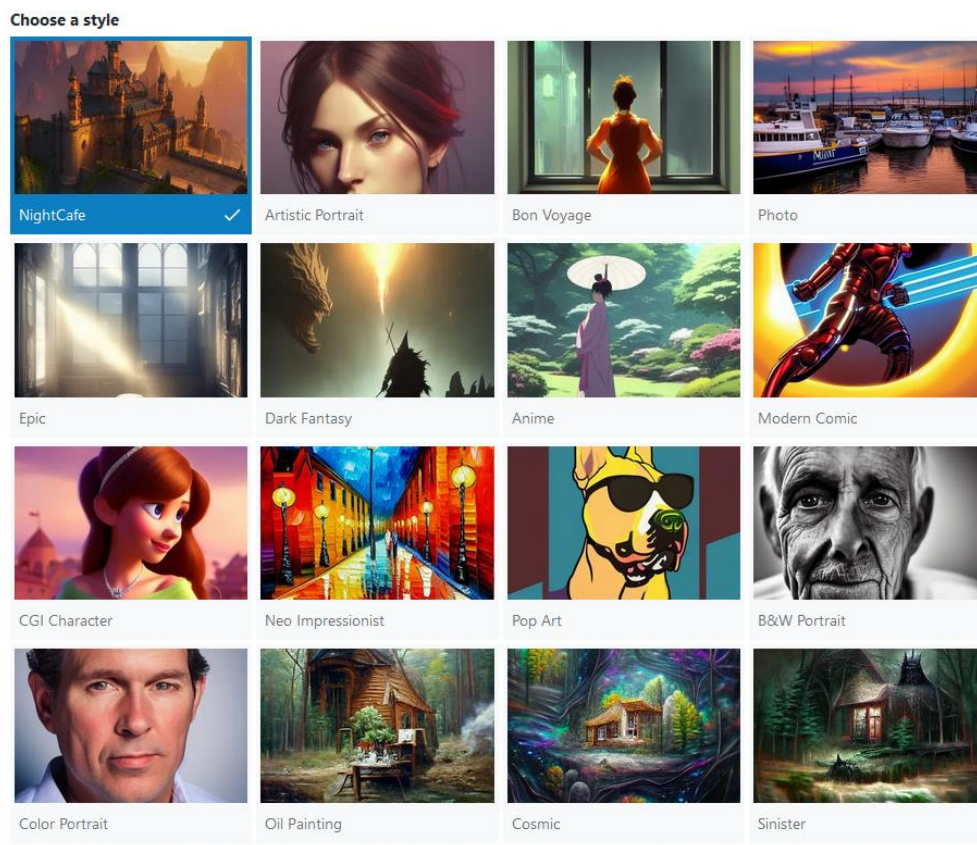 Choose a style
NightCafe
Artistic Portrait
Bon Voyage
Photo
Epic
Dark Fantasy
Anime
Modern Comic
CGI Character
Neo Impressionist
Pop Art
B&W Portrait
Color Portrait
Oil Painting
Cosmic
Sinister